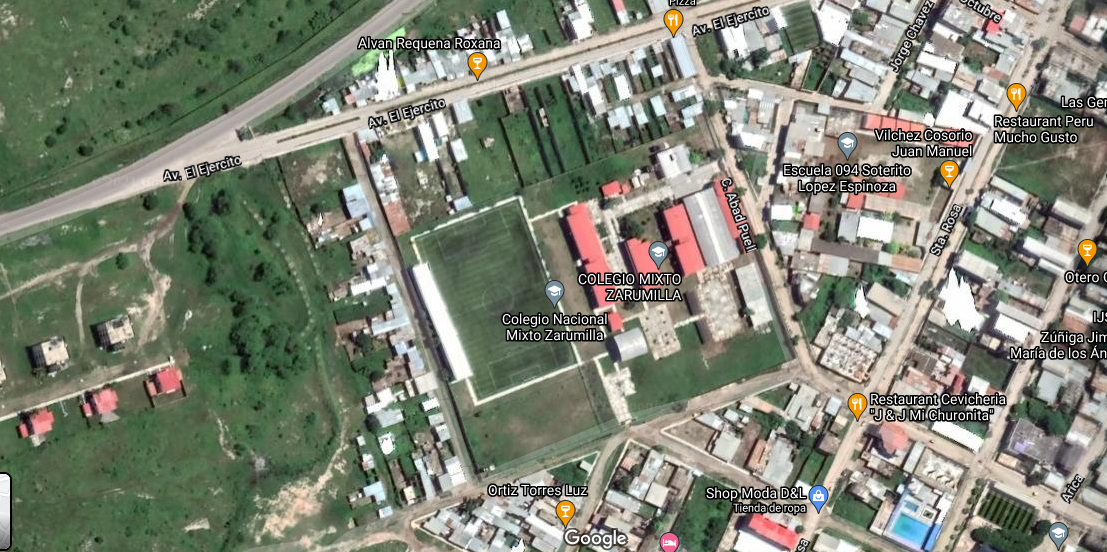 Pizza
Av. El Ejercito
Octubre
Jorge Chavez
Alvan Requena Roxana
Av. El Ejercito
Av. El Ejercito
Las Ger
Restaurant Peru
Mucho Gusto
Vilchez Cosorio
Juan Manuel
Escuela 094 Soterito
Lopez Espinoza
C. Abad Puell
Sta. Rosa
COLEGIO MIXTO
ZARUMILLA
Otero C
Colegio Nacional
Mixto Zarumilla
IJS
Zúñiga Jim
María de los Án
Restaurant Cevicheria
"J & J Mi Churonita"
Ortiz Torres Luz
Shop Moda D&L
Tienda de ropa
Arica
Google
osa